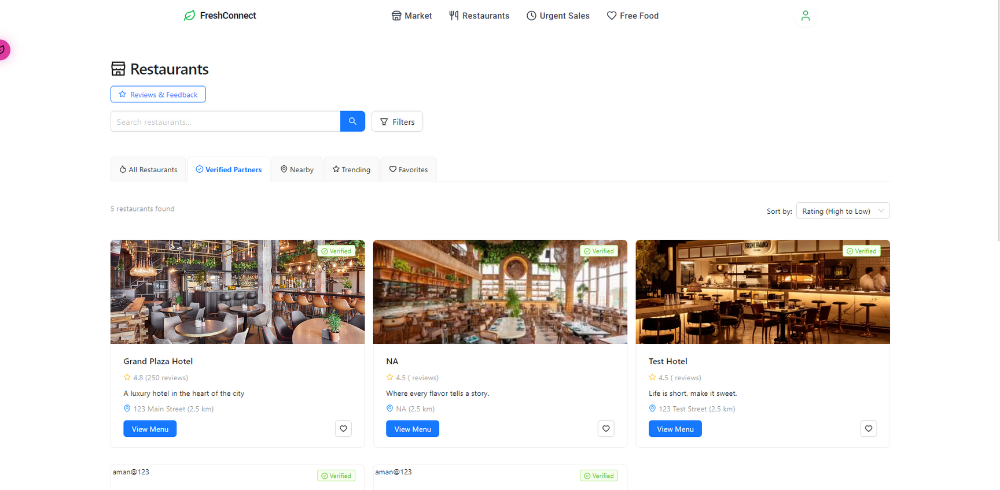 FreshConnect
Market
Restaurants
Urgent Sales
Free Food
Restaurants
Reviews & Feedback
Search restaurants...
Filters
All Restaurants
Verified Partners
Nearby
Trending
Favorites
5 restaurants found
Sort by:
Rating (High to Low)
Verified
Verified
FRENCHMAN'S
Verified
Grand Plaza Hotel
4.8 (250 reviews)
A luxury hotel in the heart of the city
123 Main Street (2.5 km)
View Menu
NA
4.5 ( reviews)
Where every flavor tells a story.
NA (2.5 km)
View Menu
Test Hotel
4.5 ( reviews)
Life is short, make it sweet.
123 Test Street (2.5 km)
View Menu
aman@123
Verified
aman@123
Verified